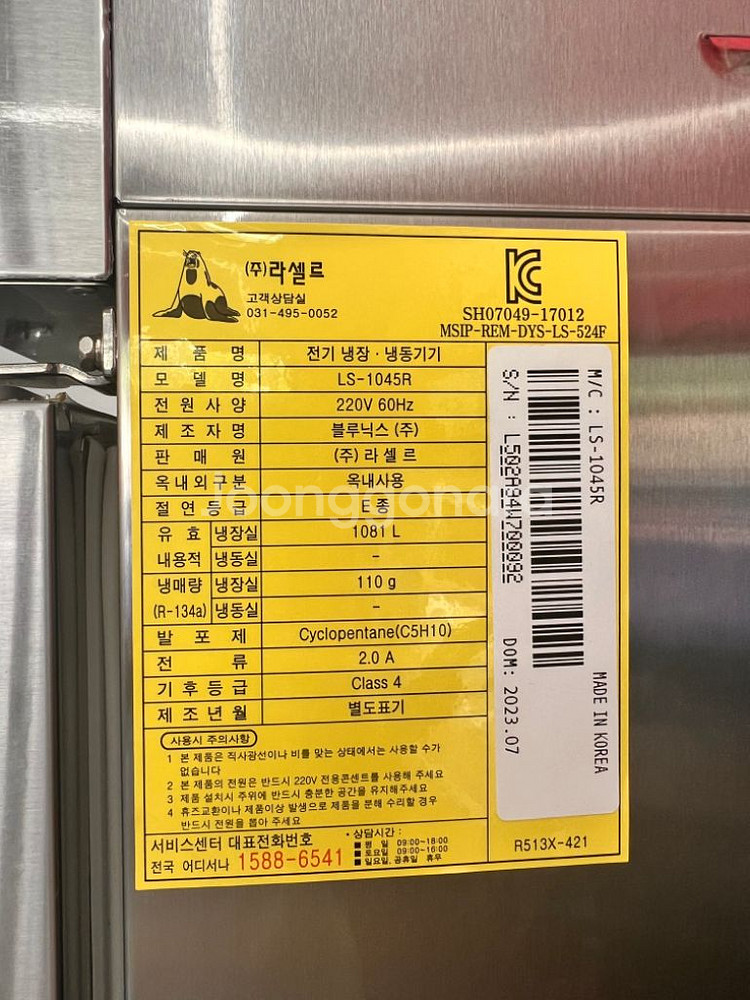 (주)라셀르
고객상담실
031-495-0052
SH07049-17012
MSIP-REM-DYS-LS-524F
제 품 명 전기 냉장 · 냉동기기
모 델 명 LS-1045R
전 원 사 양 220V 60Hz
제 조 자 명 블루닉스 (주)
판 매 원 (주) 라 셀 르
옥 내 외 구 분 옥내사용
절 연 등 급 E 종
유 효 냉장실 1081 L
내용적 냉동실 -
냉매량 냉장실 110 g
(R-134a) 냉동실 -
발 포 제 Cyclopentane(C5H10)
전 류 2.0 A
기 후 등 급 Class 4
제 조 년 월 별도표기
사용시 주의사항
1 본 제품은 직사광선이나 비를 맞는 상태에서는 사용할 수가
없습니다
2 본 제품의 전원은 반드시 220V 전용콘센트를 사용해 주세요
3 제품 설치시 주위에 반드시 충분한 공간을 유지해주세요
4 휴즈교환이나 제품이상 발생으로 제품을 분해 수리할 경우
반드시 전원을 뽑아 주세요
서비스센터 대표전화번호
전국 어디서나 1588-6541
• 상담시간 :
■ 평 일 09:00~18:00
■ 토요일 09:00~16:00
■ 일요일, 공휴일 휴무
M/C : LS-1045R
MADE IN KOREA
S/N : L502A94W700092
DOM: 2023.07
R513X-421
Joonggonara